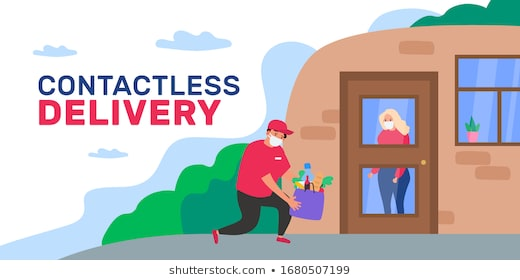 CONTACTLESS
DELIVERY
shutterstock.com • 1680507199